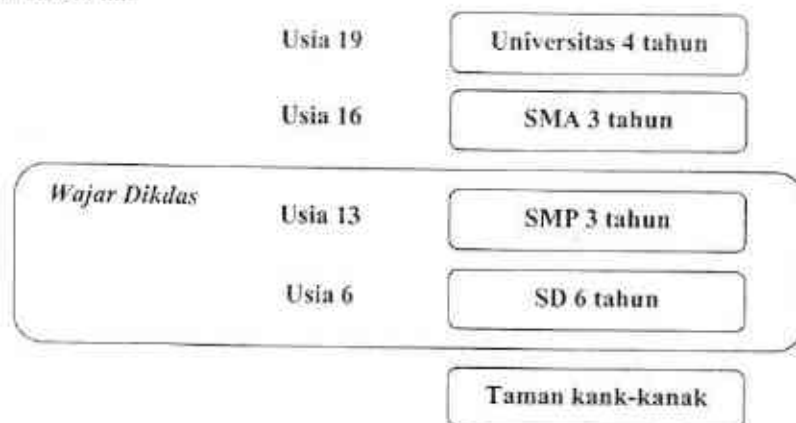 Usia 19 Universitas 4 tahun
Usia 16 SMA 3 tahun
Wajar Dikdas
Usia 13 SMP 3 tahun
Usia 6 SD 6 tahun
Taman kank-kanak